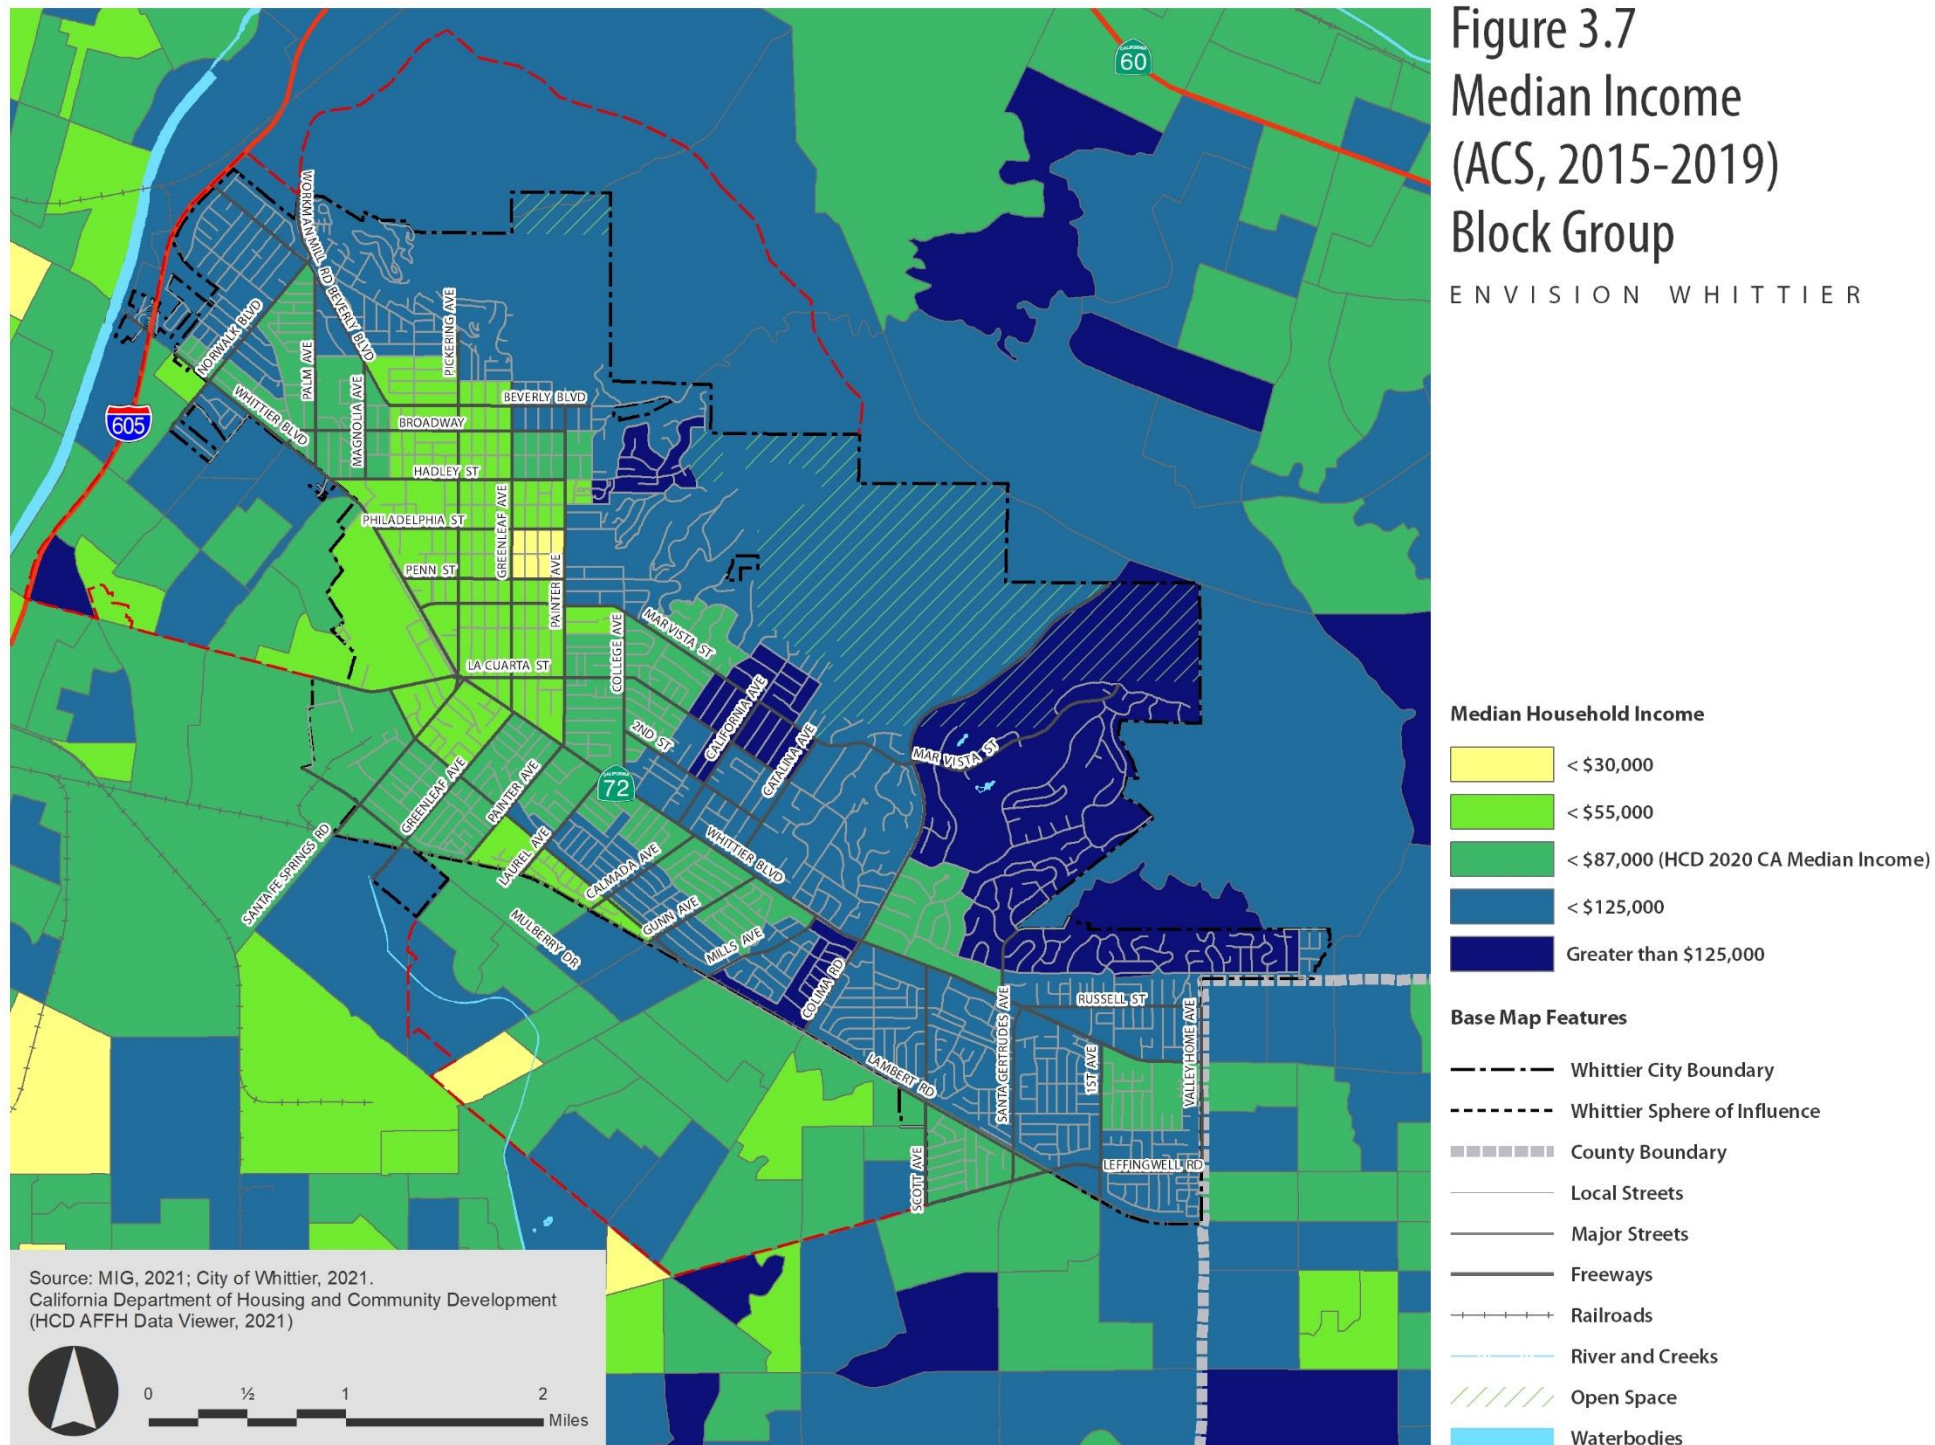 Figure 3.7
Median Income
(ACS, 2015-2019)
Block Group
ENVISION WHITTIER
CALIFORNIA
60
605
CALIFORNIA
72
WORKMAN MILL RD
BEVERLY BLVD
PICKERING AVE
NORWALK BLVD
PALM AVE
MAGNOLIA AVE
WHITTIER BLVD
BEVERLY BLVD
BROADWAY
HADLEY ST
GREENLEAF AVE
PHILADELPHIA ST
PENN ST
PAINTER AVE
COLLEGE AVE
MAR VISTA ST
LA CUARTA ST
2ND ST
CALIFORNIA AVE
CATALINA AVE
MAR VISTA ST
GREENLEAF AVE
PAINTER AVE
SANTA FE SPRINGS RD
LAUREL AVE
CALMADA AVE
WHITTIER BLVD
GUNN AVE
MULBERRY DR
MILLS AVE
COLIMA RD
RUSSELL ST
SANTA GERTRUDES AVE
1ST AVE
VALLEY HOME AVE
LAMBERT RD
SCOTT AVE
LEFFINGWELL RD
Median Household Income
< $30,000
< $55,000
< $87,000 (HCD 2020 CA Median Income)
< $125,000
Greater than $125,000
Base Map Features
Whittier City Boundary
Whittier Sphere of Influence
County Boundary
Local Streets
Major Streets
Freeways
Railroads
River and Creeks
Open Space
Waterbodies
Source: MIG, 2021; City of Whittier, 2021.
California Department of Housing and Community Development
(HCD AFFH Data Viewer, 2021)
0 ½ 1 2
Miles